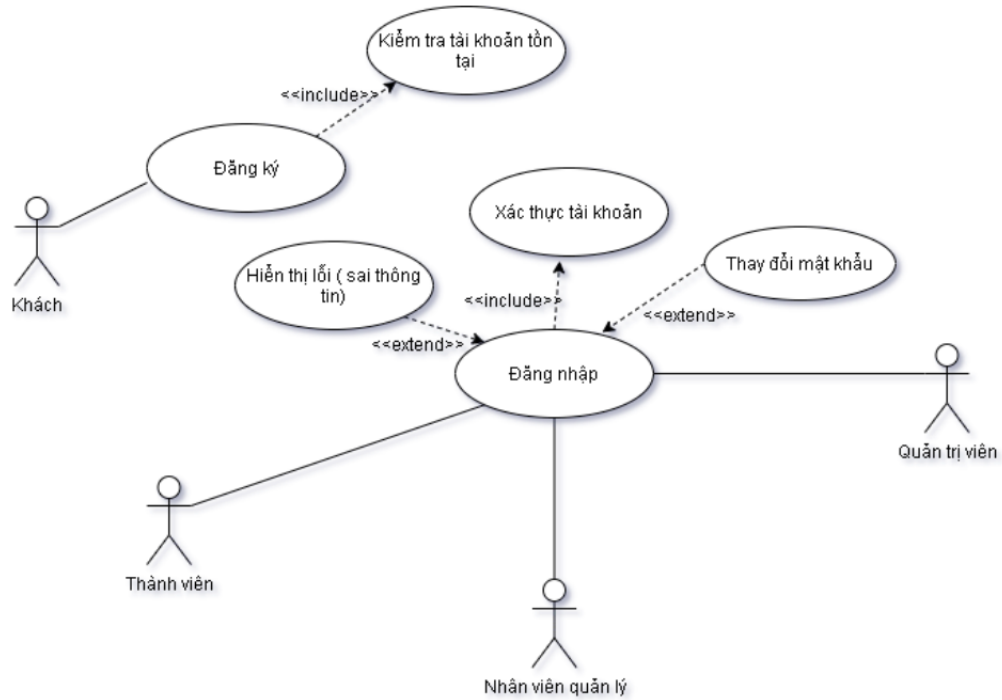 Kiểm tra tài khoản tồn
tại
<<include>>
Đăng ký
Khách
Xác thực tài khoản
Hiển thị lỗi ( sai thông
tin)
Thay đổi mật khẩu
<<include>>
<<extend>>
<<extend>>
Đăng nhập
Quản trị viên
Thành viên
Nhân viên quản lý